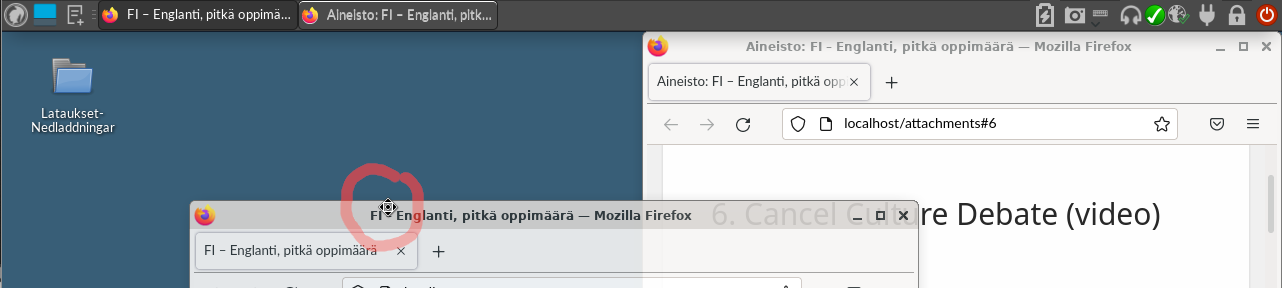 FI – Englanti, pitkä oppimä...
Aineisto: FI – Englanti, pitk...
Lataukset-
Nedladdningar
Aineisto: FI – Englanti, pitkä oppimäärä — Mozilla Firefox
Aineisto: FI – Englanti, pitkä opp
localhost/attachments#6
6. Cancel Culture Debate (video)
FI – Englanti, pitkä oppimäärä — Mozilla Firefox
FI – Englanti, pitkä oppimäärä